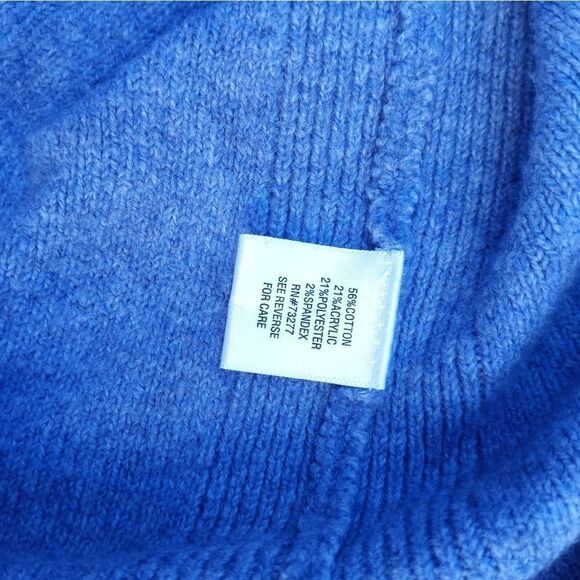 56%COTTON
21%ACRYLIC
21%POLYESTER
2%SPANDEX
RN#73277
SEE REVERSE
FOR CARE